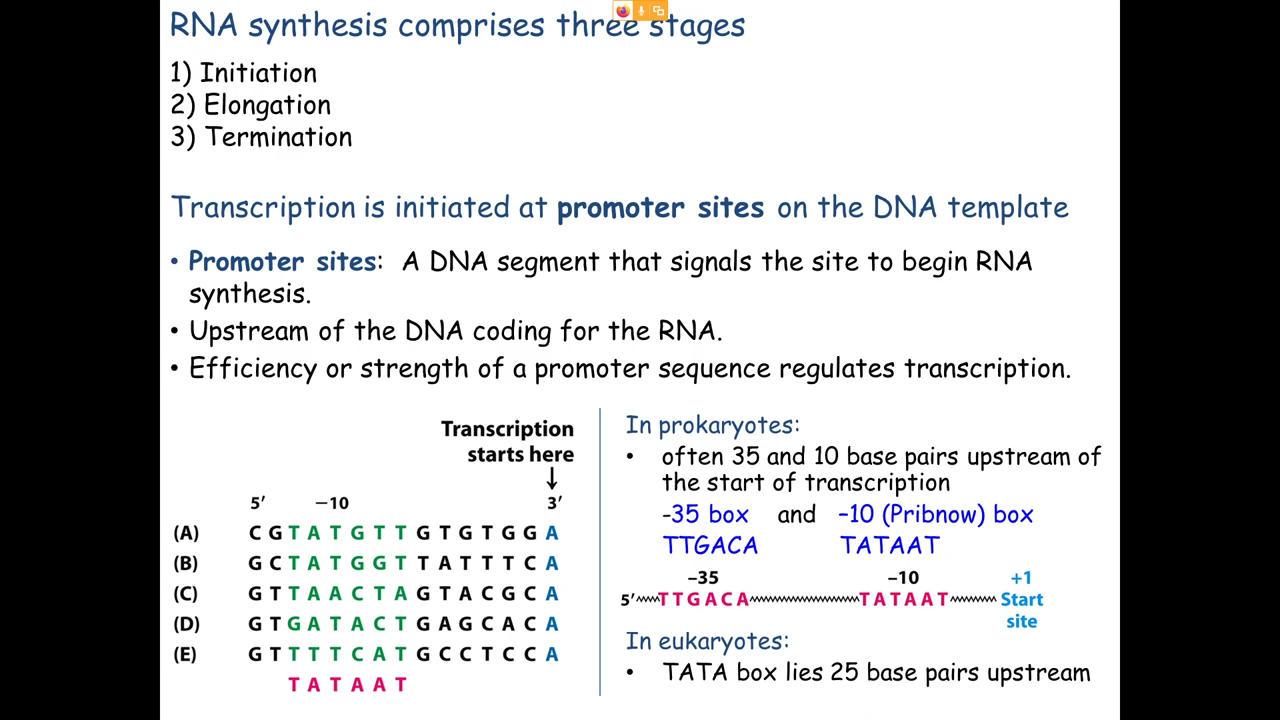 RNA synthesis comprises three stages
1) Initiation
2) Elongation
3) Termination
Transcription is initiated at promoter sites on the DNA template
• Promoter sites: A DNA segment that signals the site to begin RNA
synthesis.
• Upstream of the DNA coding for the RNA.
• Efficiency or strength of a promoter sequence regulates transcription.
Transcription
starts here
5′ −10 3′
(A) C G T A T G T T G T G T G G A
(B) G C T A T G G T T A T T T C A
(C) G T T A A C T A G T A C G C A
(D) G T G A T A C T G A G C A C A
(E) G T T T T C A T G C C T C C A
T A T A A T
In prokaryotes:
• often 35 and 10 base pairs upstream of
the start of transcription
-35 box and –10 (Pribnow) box
TTGACA TATAAT
–35 –10 +1
5′ T T G A C A T A T A A T Start
site
In eukaryotes:
• TATA box lies 25 base pairs upstream